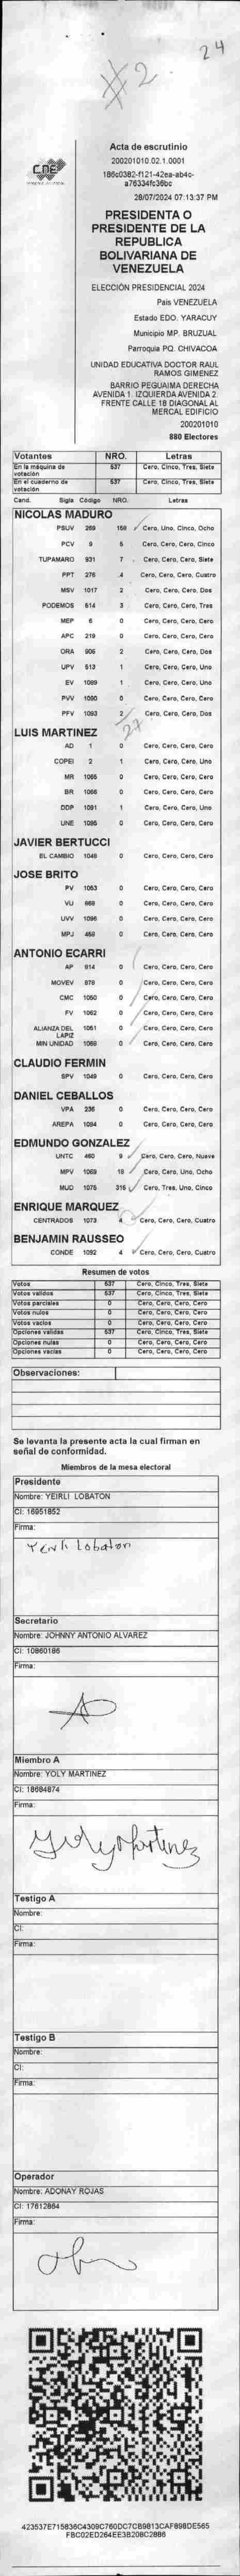 24
#2
Acta de escrutinio
200201010.02.1.0001
186c0382-f121-42ea-ab4c-
a76334fc36bc
28/07/2024 07:13:37 PM
CNE
PRESIDENTA O
PRESIDENTE DE LA
REPUBLICA
BOLIVARIANA DE
VENEZUELA
ELECCIÓN PRESIDENCIAL 2024
Pais VENEZUELA
Estado EDO. YARACUY
Municipio MP. BRUZUAL
Parroquia PQ. CHIVACOA
UNIDAD EDUCATIVA DOCTOR RAUL
RAMOS GIMENEZ
BARRIO PEGUAIMA DERECHA
AVENIDA 1. IZQUIERDA AVENIDA 2.
FRENTE CALLE 18 DIAGONAL AL
MERCAL EDIFICIO
200201010
880 Electores
Votantes NRO. Letras
En la máquina de votación 537 Cero, Cinco, Tres, Siete
En el cuaderno de votación 537 Cero, Cinco, Tres, Siete
Cand. Sigla Código NRO. Letras
NICOLAS MADURO
PSUV 269 158 Cero, Uno, Cinco, Ocho
PCV 9 5 Cero, Cero, Cero, Cinco
TUPAMARO 931 7 Cero, Cero, Cero, Siete
PPT 276 4 Cero, Cero, Cero, Cuatro
MSV 1017 2 Cero, Cero, Cero, Dos
PODEMOS 614 3 Cero, Cero, Cero, Tres
MEP 6 0 Cero, Cero, Cero, Cero
APC 219 0 Cero, Cero, Cero, Cero
ORA 906 2 Cero, Cero, Cero, Dos
UPV 513 1 Cero, Cero, Cero, Uno
EV 1089 1 Cero, Cero, Cero, Uno
PVV 1090 0 Cero, Cero, Cero, Cero
PFV 1093 2 Cero, Cero, Cero, Dos
27
LUIS MARTINEZ
AD 1 0 Cero, Cero, Cero, Cero
COPEI 2 1 Cero, Cero, Cero, Uno
MR 1065 0 Cero, Cero, Cero, Cero
BR 1066 0 Cero, Cero, Cero, Cero
DDP 1091 1 Cero, Cero, Cero, Uno
UNE 1095 0 Cero, Cero, Cero, Cero
JAVIER BERTUCCI
EL CAMBIO 1046 0 Cero, Cero, Cero, Cero
JOSE BRITO
PV 1053 0 Cero, Cero, Cero, Cero
VU 868 0 Cero, Cero, Cero, Cero
UVV 1096 0 Cero, Cero, Cero, Cero
MPJ 459 0 Cero, Cero, Cero, Cero
ANTONIO ECARRI
AP 914 0 Cero, Cero, Cero, Cero
MOVEV 878 0 Cero, Cero, Cero, Cero
CMC 1050 0 Cero, Cero, Cero, Cero
FV 1062 0 Cero, Cero, Cero, Cero
ALIANZA DEL LAPIZ 1051 0 Cero, Cero, Cero, Cero
MIN UNIDAD 1068 0 Cero, Cero, Cero, Cero
CLAUDIO FERMIN
SPV 1049 0 Cero, Cero, Cero, Cero
DANIEL CEBALLOS
VPA 236 0 Cero, Cero, Cero, Cero
AREPA 1094 0 Cero, Cero, Cero, Cero
EDMUNDO GONZALEZ
UNTC 460 9 Cero, Cero, Cero, Nueve
MPV 1069 18 Cero, Cero, Uno, Ocho
MUD 1075 315 Cero, Tres, Uno, Cinco
ENRIQUE MARQUEZ
CENTRADOS 1073 4 Cero, Cero, Cero, Cuatro
BENJAMIN RAUSSEO
CONDE 1092 4 Cero, Cero, Cero, Cuatro
Resumen de votos
Votos 537 Cero, Cinco, Tres, Siete
Votos validos 537 Cero, Cinco, Tres, Siete
Votos parciales 0 Cero, Cero, Cero, Cero
Votos nulos 0 Cero, Cero, Cero, Cero
Votos vacios 0 Cero, Cero, Cero, Cero
Opciones validas 537 Cero, Cinco, Tres, Siete
Opciones nulas 0 Cero, Cero, Cero, Cero
Opciones vacias 0 Cero, Cero, Cero, Cero
Observaciones:
Se levanta la presente acta la cual firman en
señal de conformidad.
Miembros de la mesa electoral
Presidente
Nombre: YEIRLI LOBATON
CI: 16951852
Firma:
Yeirli Lobaton
Secretario
Nombre: JOHNNY ANTONIO ALVAREZ
CI: 10860186
Firma:
Miembro A
Nombre: YOLY MARTINEZ
CI: 18684874
Firma:
Yoly Martinez
Testigo A
Nombre:
CI:
Firma:
Testigo B
Nombre:
CI:
Firma:
Operador
Nombre: ADONAY ROJAS
CI: 17612864
Firma:
423537E715836C4309C760DC7CB9813CAF898DE565
FBC02ED264EE3B208C2886